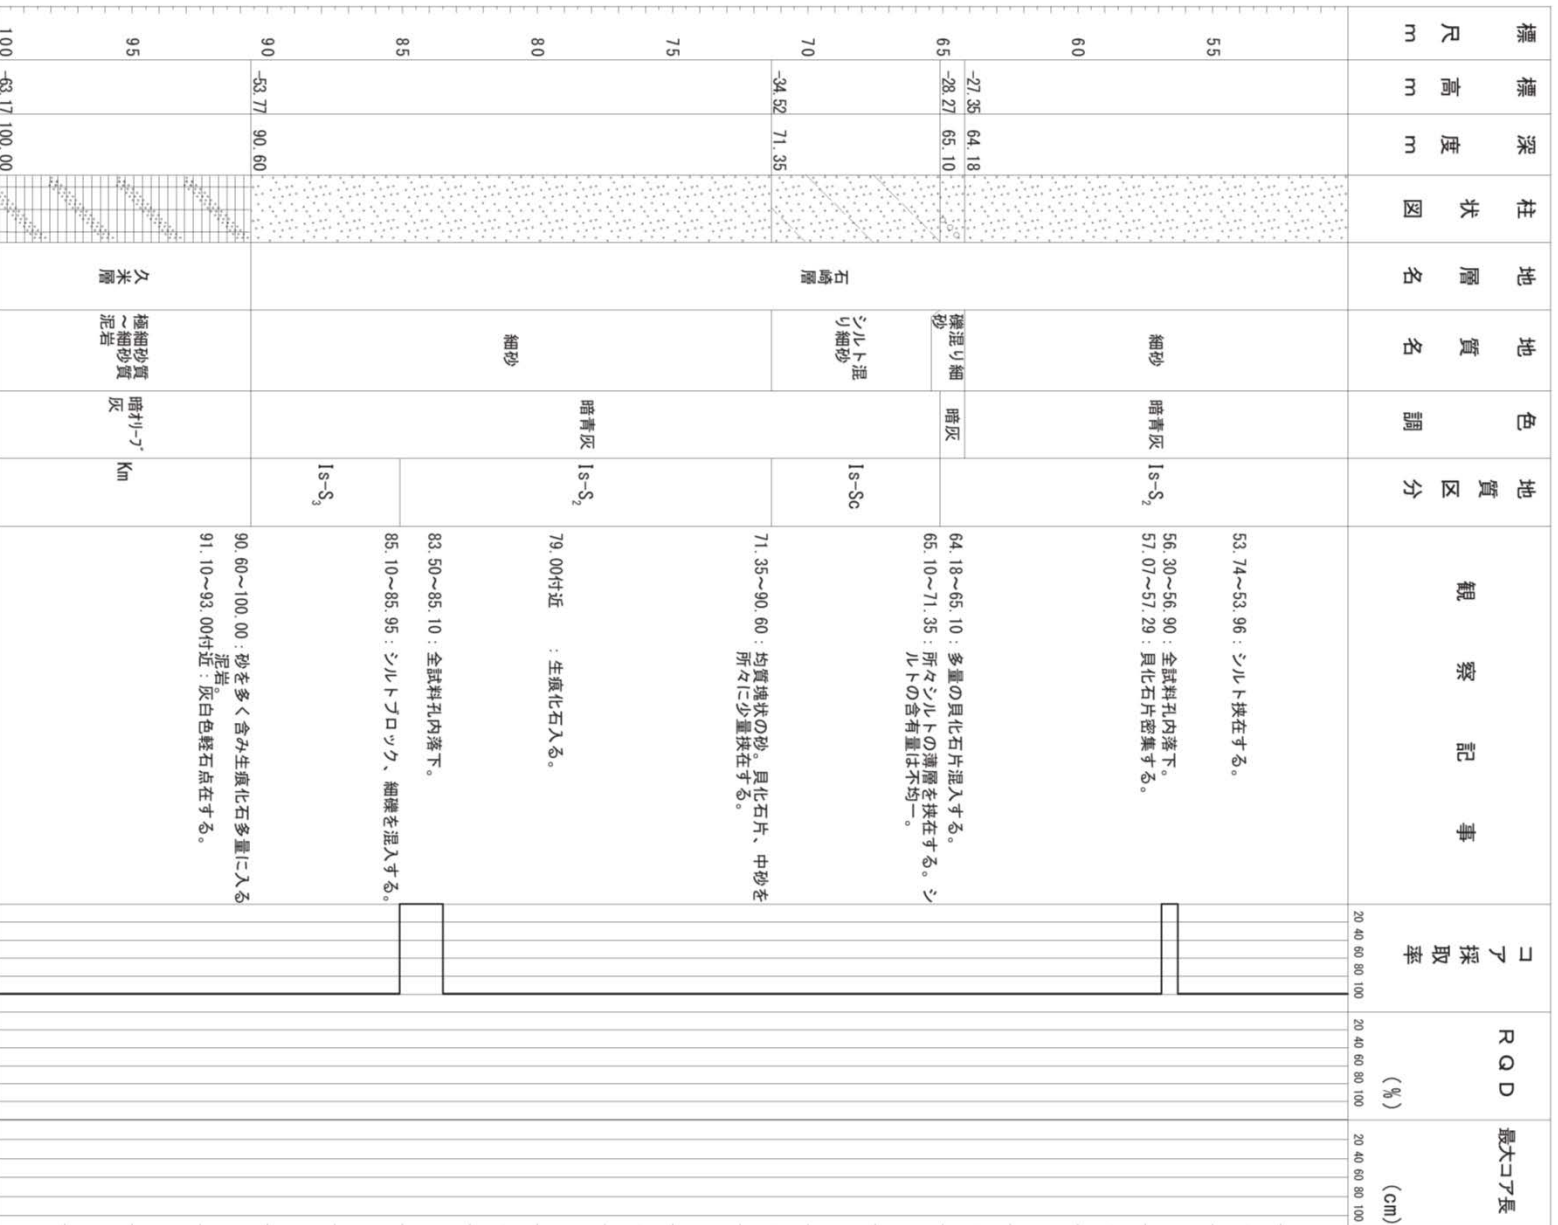 標尺 m
標高 m
深度 m
柱状図
地層名
地質名
色調
地質区分
観察記事
コア採取率
RQD (%)
最大コア長 (cm)
20 40 60 80 100
20 40 60 80 100
20 40 60 80 100
55
60
65
70
75
80
85
90
95
100
-27.35 64.18
-28.27 65.10
-34.52 71.35
-53.77 90.60
-63.17 100.00
石崎層
久米層
細砂
礫混り細
砂
シルト混
り細砂
細砂
極細砂質
～細砂質
泥岩
暗青灰
暗灰
暗青灰
暗オリーブ
灰
Is-S₂
Is-Sc
Is-S₂
Is-S₃
Km
53.74～53.96：シルト挟在する。
56.30～56.90：全試料孔内落下。
57.07～57.29：貝化石片密集する。
64.18～65.10：多量の貝化石片混入する。
65.10～71.35：所々シルトの薄層を挟在する。シ
ルトの含有量は不均一。
71.35～90.60：均質塊状の砂。貝化石片、中砂を
所々に少量挟在する。
79.00付近 ：生痕化石入る。
83.50～85.10：全試料孔内落下。
85.10～85.95：シルトブロック、細礫を混入する。
90.60～100.00：砂を多く含み生痕化石多量に入る
泥岩。
91.10～93.00付近：灰白色軽石点在する。